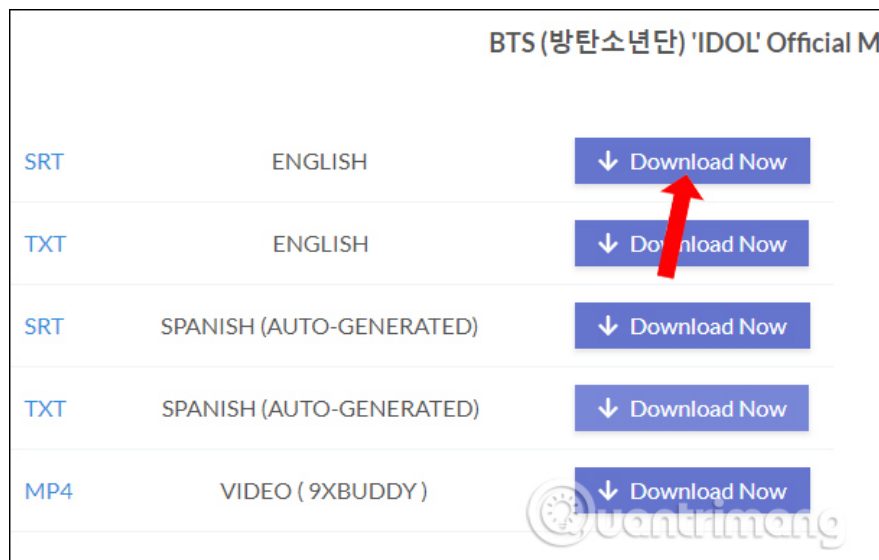 BTS (방탄소년단) 'IDOL' Official M
SRT ENGLISH Download Now
TXT ENGLISH Download Now
SRT SPANISH (AUTO-GENERATED) Download Now
TXT SPANISH (AUTO-GENERATED) Download Now
MP4 VIDEO ( 9XBUDDY ) Download Now
Quantrimang